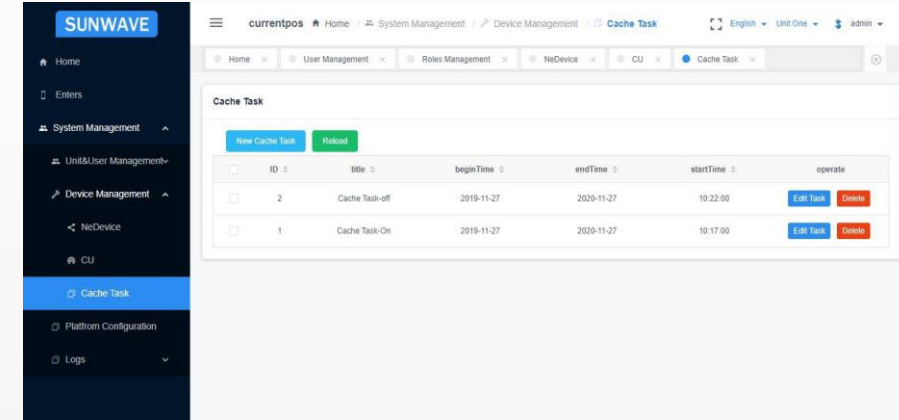 SUNWAVE
currentpos Home / System Management / Device Management / Cache Task English Unit One admin
Home
Home × User Management × Roles Management × NeDevice × CU × Cache Task ×
Enters
System Management
Unit&User Management
Device Management
NeDevice
CU
Cache Task
Platfrom Configuration
Logs
Cache Task
New Cache Task Reload
ID title beginTime endTime startTime operate
2 Cache Task-off 2019-11-27 2020-11-27 10:22:00 Edit Task Delete
1 Cache Task-On 2019-11-27 2020-11-27 10:17:00 Edit Task Delete